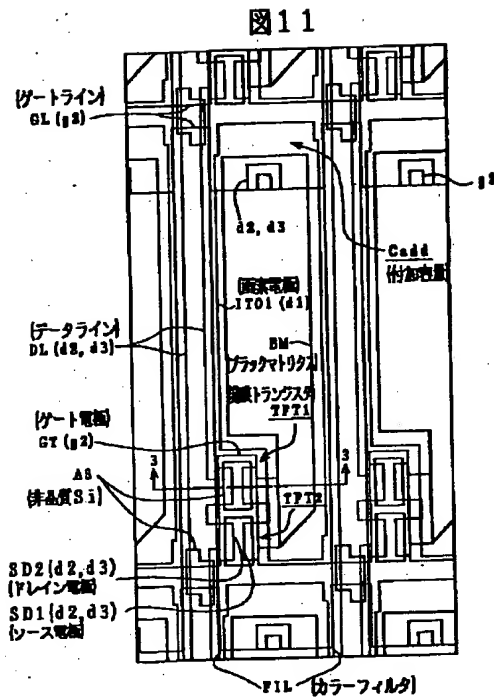 図11
(ゲートライン)
GL(g2)
g2
d2, d3
Cadd
(付加容量)
(画素電極)
ITO1(d1)
(データライン)
DL(d2, d3)
BM
ブラックマトリクス
薄膜トランジスタ
TFT1
(ゲート電極)
GT(g2)
3
3
AS
(非晶質Si)
TFT2
SD2(d2,d3)
(ドレイン電極)
SD1(d2,d3)
(ソース電極)
FIL (カラーフィルタ)